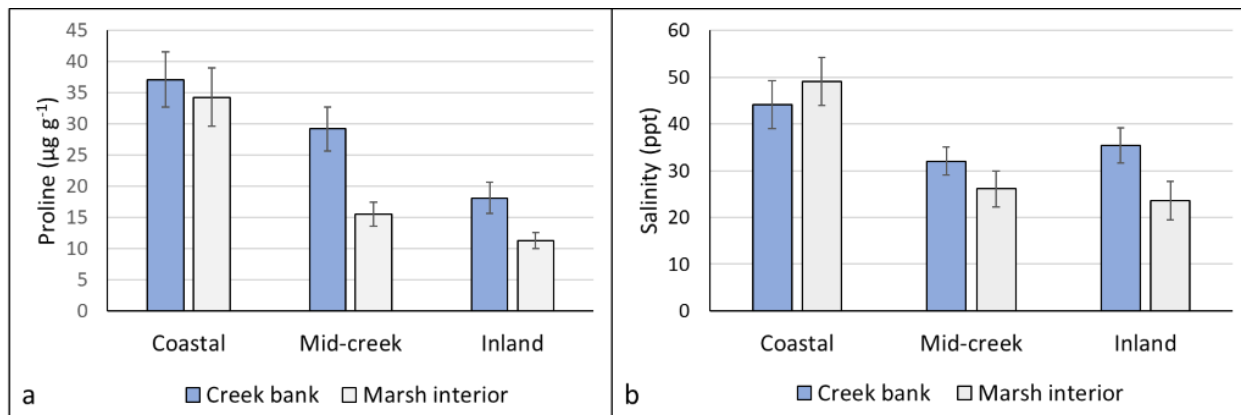 45
40
35
30
25
20
15
10
5
0
Proline (µg g⁻¹)
Coastal Mid-creek Inland
a Creek bank Marsh interior
60
50
40
30
20
10
0
Salinity (ppt)
Coastal Mid-creek Inland
b Creek bank Marsh interior